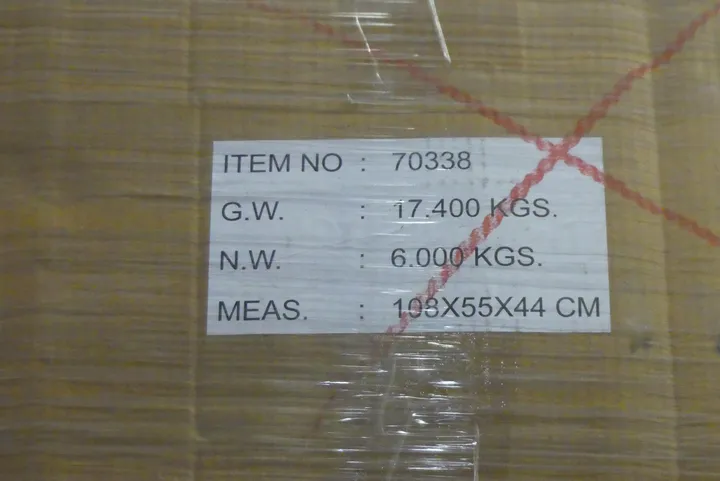 ITEM NO : 70338
G.W. : 17.400 KGS.
N.W. : 6.000 KGS.
MEAS. : 108X55X44 CM